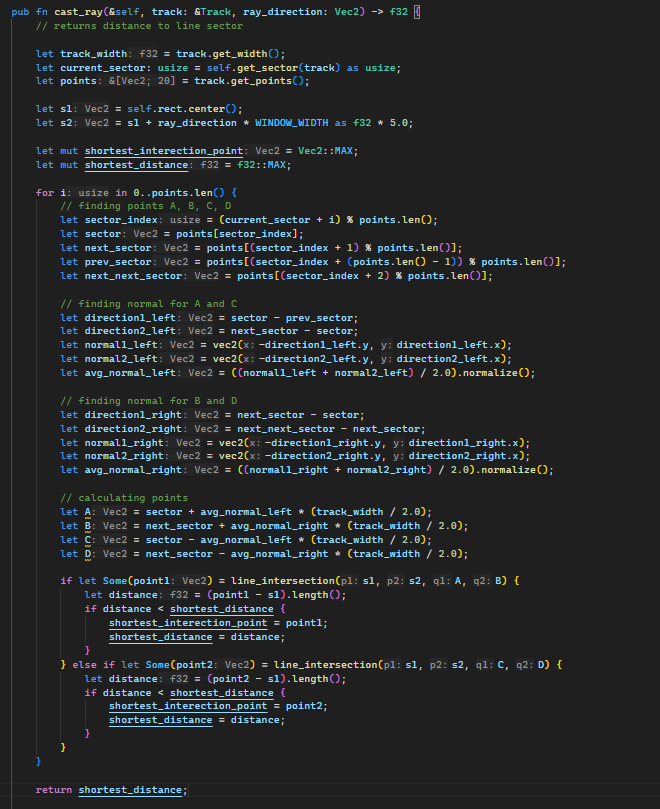 pub fn cast_ray(&self, track: &Track, ray_direction: Vec2) -> f32 {
// returns distance to line sector
let track_width: f32 = track.get_width();
let current_sector: usize = self.get_sector(track) as usize;
let points: &[Vec2; 20] = track.get_points();
let s1: Vec2 = self.rect.center();
let s2: Vec2 = s1 + ray_direction * WINDOW_WIDTH as f32 * 5.0;
let mut shortest_interection_point: Vec2 = Vec2::MAX;
let mut shortest_distance: f32 = f32::MAX;
for i: usize in 0..points.len() {
// finding points A, B, C, D
let sector_index: usize = (current_sector + i) % points.len();
let sector: Vec2 = points[sector_index];
let next_sector: Vec2 = points[(sector_index + 1) % points.len()];
let prev_sector: Vec2 = points[(sector_index + (points.len() - 1)) % points.len()];
let next_next_sector: Vec2 = points[(sector_index + 2) % points.len()];
// finding normal for A and C
let direction1_left: Vec2 = sector - prev_sector;
let direction2_left: Vec2 = next_sector - sector;
let normal1_left: Vec2 = vec2(x: -direction1_left.y, y: direction1_left.x);
let normal2_left: Vec2 = vec2(x: -direction2_left.y, y: direction2_left.x);
let avg_normal_left: Vec2 = ((normal1_left + normal2_left) / 2.0).normalize();
// finding normal for B and D
let direction1_right: Vec2 = next_sector - sector;
let direction2_right: Vec2 = next_next_sector - next_sector;
let normal1_right: Vec2 = vec2(x: -direction1_right.y, y: direction1_right.x);
let normal2_right: Vec2 = vec2(x: -direction2_right.y, y: direction2_right.x);
let avg_normal_right: Vec2 = ((normal1_right + normal2_right) / 2.0).normalize();
// calculating points
let A: Vec2 = sector + avg_normal_left * (track_width / 2.0);
let B: Vec2 = next_sector + avg_normal_right * (track_width / 2.0);
let C: Vec2 = sector - avg_normal_left * (track_width / 2.0);
let D: Vec2 = next_sector - avg_normal_right * (track_width / 2.0);
if let Some(point1: Vec2) = line_intersection(p1: s1, p2: s2, q1: A, q2: B) {
let distance: f32 = (point1 - s1).length();
if distance < shortest_distance {
shortest_interection_point = point1;
shortest_distance = distance;
}
} else if let Some(point2: Vec2) = line_intersection(p1: s1, p2: s2, q1: C, q2: D) {
let distance: f32 = (point2 - s1).length();
if distance < shortest_distance {
shortest_interection_point = point2;
shortest_distance = distance;
}
}
}
return shortest_distance;